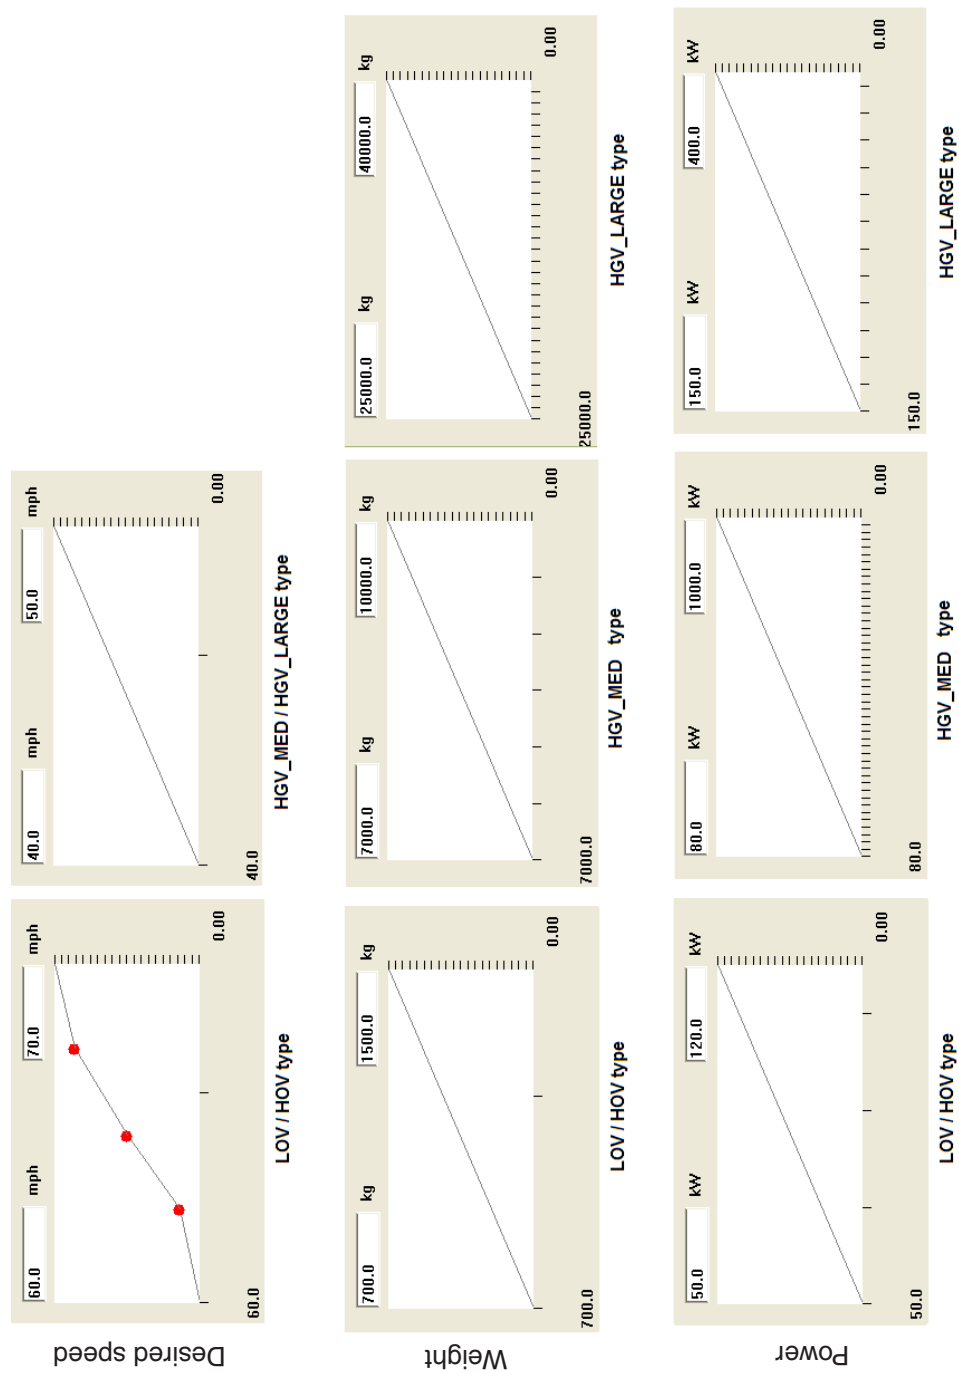 Desired speed
60.0 mph 70.0 mph
60.0 0.00
LOV / HOV type
40.0 mph 50.0 mph
40.0 0.00
HGV_MED / HGV_LARGE type
Weight
700.0 kg 1500.0 kg
700.0 0.00
LOV / HOV type
7000.0 kg 10000.0 kg
7000.0 0.00
HGV_MED type
25000.0 kg 40000.0 kg
25000.0 0.00
HGV_LARGE type
Power
50.0 kW 120.0 kW
50.0 0.00
LOV / HOV type
80.0 kW 1000.0 kW
80.0 0.00
HGV_MED type
150.0 kW 400.0 kW
150.0 0.00
HGV_LARGE type